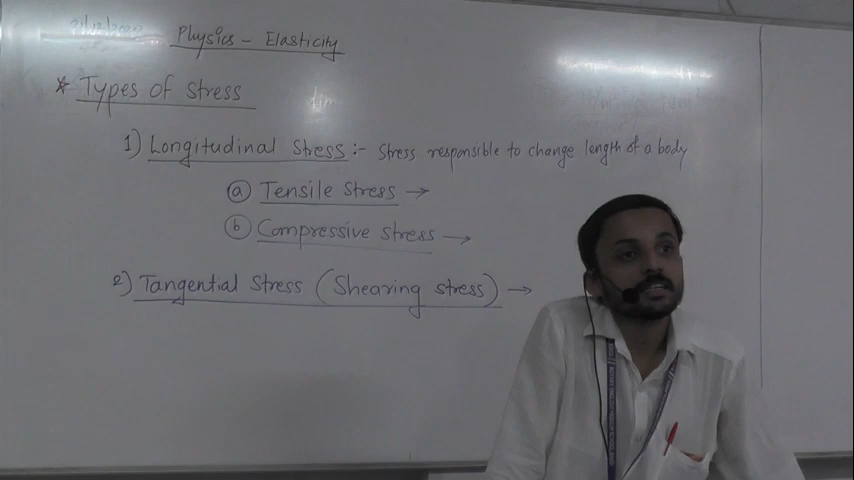 Physics - Elasticity
* Types of Stress
1) Longitudinal Stress :- Stress responsible to change length of a body
(a) Tensile Stress →
(b) Compressive Stress →
2) Tangential Stress (Shearing stress) →